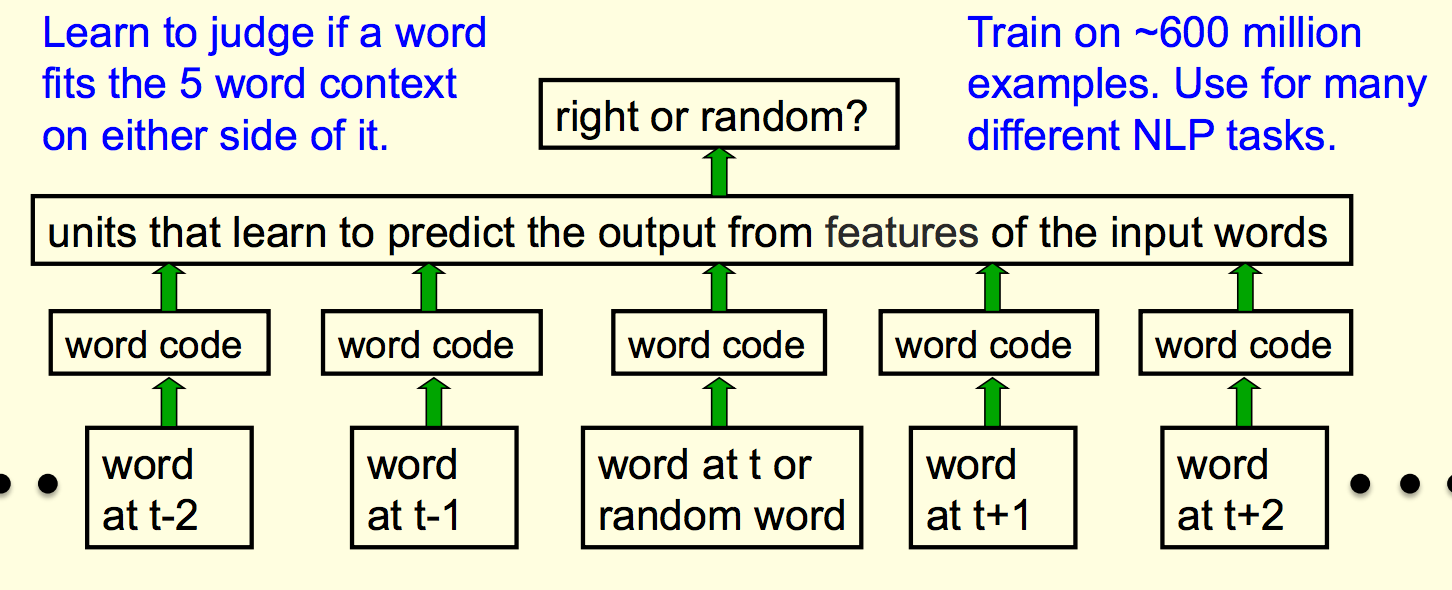 Learn to judge if a word
fits the 5 word context
on either side of it.
Train on ~600 million
examples. Use for many
different NLP tasks.
right or random?
units that learn to predict the output from features of the input words
word code
word code
word code
word code
word code
word
at t-2
word
at t-1
word at t or
random word
word
at t+1
word
at t+2